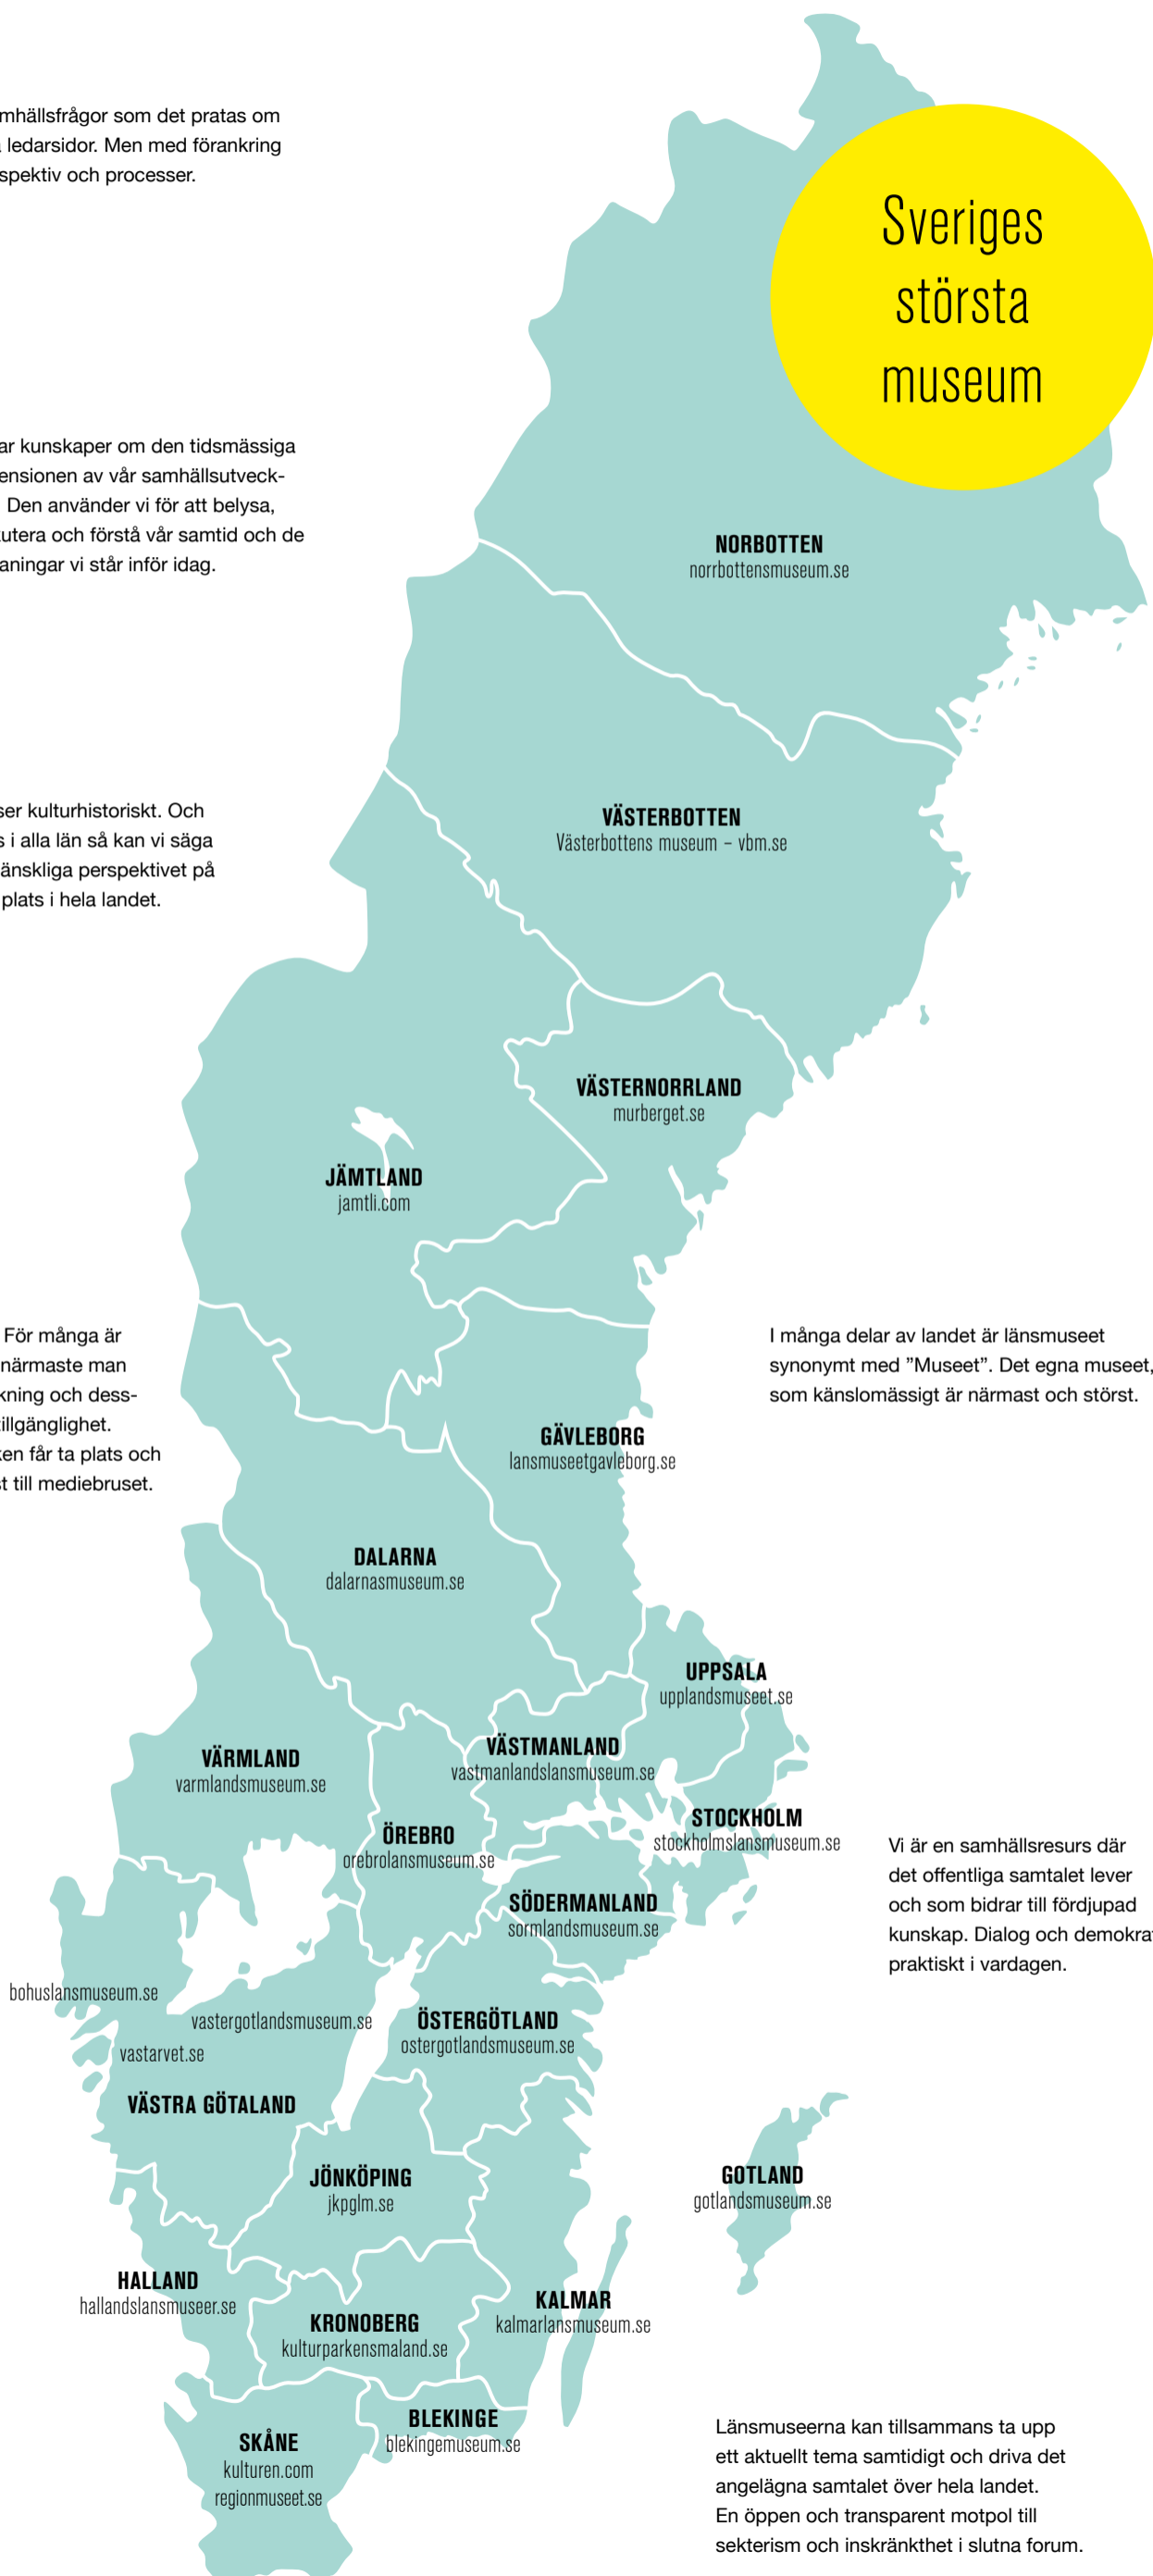 mhällsfrågor som det pratas om
ledarsidor. Men med förankring
spektiv och processer.
Sveriges
största
museum
ar kunskaper om den tidsmässiga
ensionen av vår samhällsutveck-
Den använder vi för att belysa,
utera och förstå vår samtid och de
aningar vi står inför idag.
NORBOTTEN
norrbottensmuseum.se
ser kulturhistoriskt. Och
s i alla län så kan vi säga
änskliga perspektivet på
plats i hela landet.
VÄSTERBOTTEN
Västerbottens museum – vbm.se
VÄSTERNORRLAND
murberget.se
JÄMTLAND
jamtli.com
För många är
närmaste man
kning och dess-
illgänglighet.
ken får ta plats och
st till mediebruset.
I många delar av landet är länsmuseet
synonymt med ”Museet”. Det egna museet,
som känslomässigt är närmast och störst.
GÄVLEBORG
lansmuseetgavleborg.se
DALARNA
dalarnasmuseum.se
UPPSALA
upplandsmuseet.se
VÄSTMANLAND
vastmanlandslansmuseum.se
VÄRMLAND
varmlandsmuseum.se
STOCKHOLM
stockholmslansmuseum.se
ÖREBRO
orebrolansmuseum.se
Vi är en samhällsresurs där
det offentliga samtalet lever
och som bidrar till fördjupad
kunskap. Dialog och demokrat
praktiskt i vardagen.
SÖDERMANLAND
sormlandsmuseum.se
bohuslansmuseum.se
vastergotlandsmuseum.se
vastarvet.se
VÄSTRA GÖTALAND
ÖSTERGÖTLAND
ostergotlandsmuseum.se
JÖNKÖPING
jkpglm.se
GOTLAND
gotlandsmuseum.se
HALLAND
hallandslansmuseer.se
KRONOBERG
kulturparkensmaland.se
KALMAR
kalmarlansmuseum.se
BLEKINGE
blekingemuseum.se
SKÅNE
kulturen.com
regionmuseet.se
Länsmuseerna kan tillsammans ta upp
ett aktuellt tema samtidigt och driva det
angelägna samtalet över hela landet.
En öppen och transparent motpol till
sekterism och inskränkthet i slutna forum.